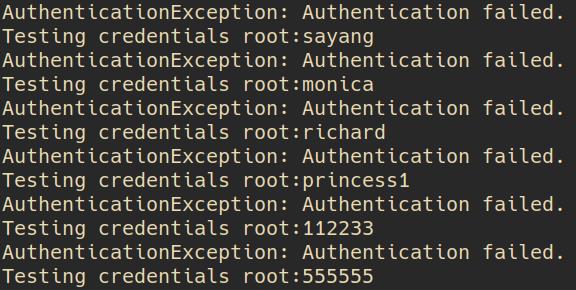 AuthenticationException: Authentication failed.
Testing credentials root:sayang
AuthenticationException: Authentication failed.
Testing credentials root:monica
AuthenticationException: Authentication failed.
Testing credentials root:richard
AuthenticationException: Authentication failed.
Testing credentials root:princess1
AuthenticationException: Authentication failed.
Testing credentials root:112233
AuthenticationException: Authentication failed.
Testing credentials root:555555